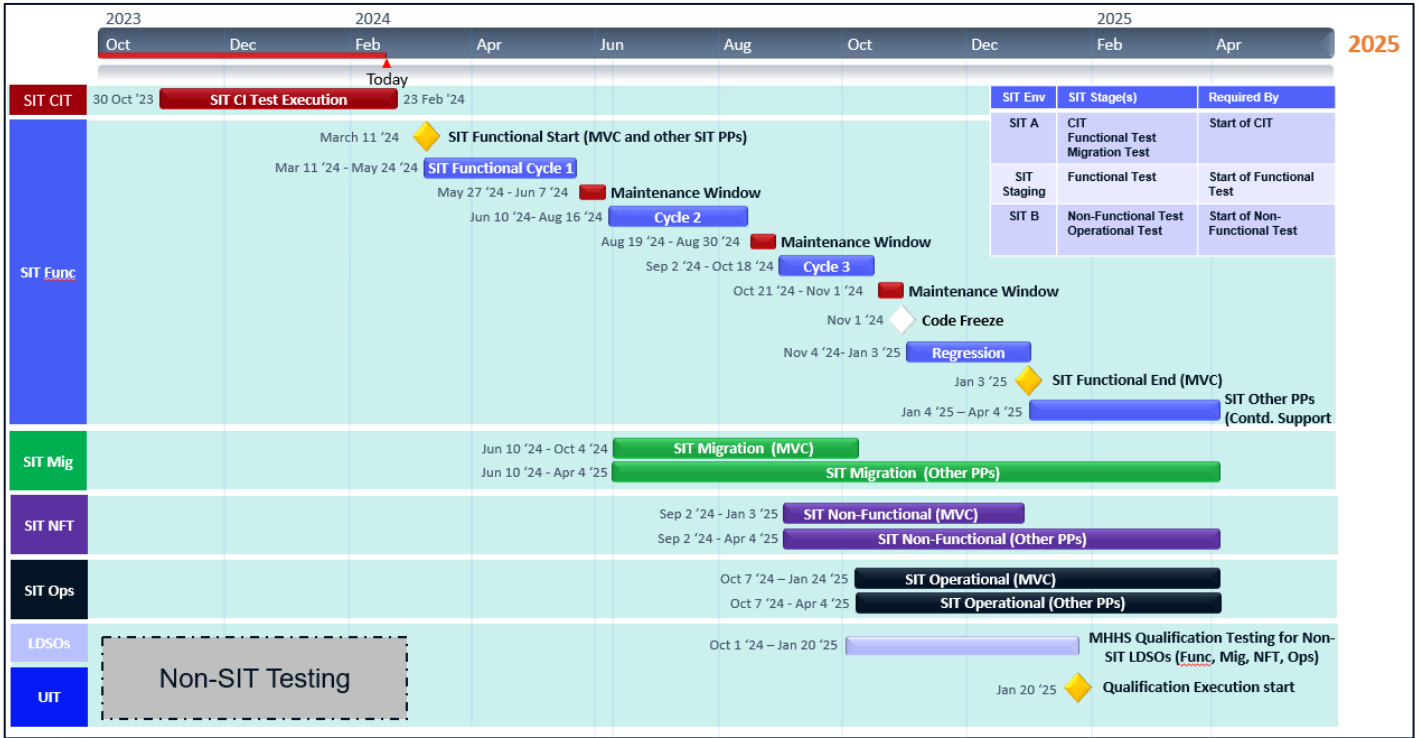 2023
2024
2025
Oct
Dec
Feb
Apr
Jun
Aug
Oct
Dec
Feb
Apr
2025
Today
SIT CIT
30 Oct '23
SIT CI Test Execution
23 Feb '24
SIT Env
SIT Stage(s)
Required By
SIT A
CIT
Functional Test
Migration Test
Start of CIT
SIT
Staging
Functional Test
Start of Functional
Test
SIT B
Non-Functional Test
Operational Test
Start of Non-
Functional Test
SIT Func
March 11 ‘24
SIT Functional Start (MVC and other SIT PPs)
Mar 11 ‘24 - May 24 ‘24
SIT Functional Cycle 1
May 27 ‘24 - Jun 7 ‘24
Maintenance Window
Jun 10 ‘24- Aug 16 ‘24
Cycle 2
Aug 19 ‘24 - Aug 30 ‘24
Maintenance Window
Sep 2 ‘24 - Oct 18 ‘24
Cycle 3
Oct 21 ‘24 - Nov 1 ‘24
Maintenance Window
Nov 1 ‘24
Code Freeze
Nov 4 ‘24- Jan 3 ‘25
Regression
Jan 3 ‘25
SIT Functional End (MVC)
Jan 4 ‘25 – Apr 4 ‘25
SIT Other PPs
(Contd. Support
SIT Mig
Jun 10 ‘24 - Oct 4 ‘24
SIT Migration (MVC)
Jun 10 ‘24 - Apr 4 ‘25
SIT Migration (Other PPs)
SIT NFT
Sep 2 ‘24 - Jan 3 ‘25
SIT Non-Functional (MVC)
Sep 2 ‘24 - Apr 4 ‘25
SIT Non-Functional (Other PPs)
SIT Ops
Oct 7 ‘24 – Jan 24 ‘25
SIT Operational (MVC)
Oct 7 ‘24 - Apr 4 ‘25
SIT Operational (Other PPs)
LDSOs
Oct 1 ‘24 – Jan 20 ‘25
MHHS Qualification Testing for Non-
SIT LDSOs (Func, Mig, NFT, Ops)
UIT
Non-SIT Testing
Jan 20 ‘25
Qualification Execution start